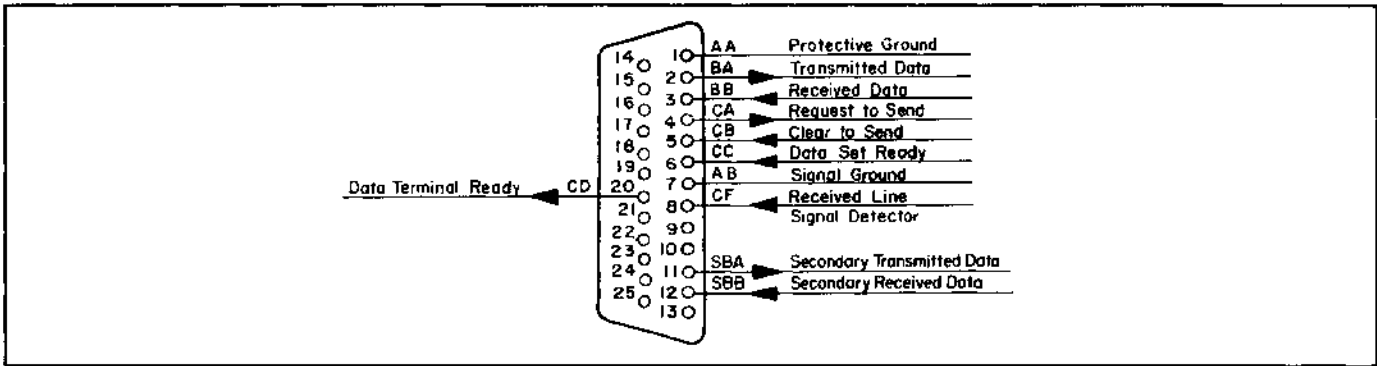 14
15
16
17
18
19
Data Terminal Ready CD 20
21
22
23
24
25
1 AA Protective Ground
2 BA Transmitted Data
3 BB Received Data
4 CA Request to Send
5 CB Clear to Send
6 CC Data Set Ready
7 AB Signal Ground
8 CF Received Line
Signal Detector
9
10
11 SBA Secondary Transmitted Data
12 SBB Secondary Received Data
13